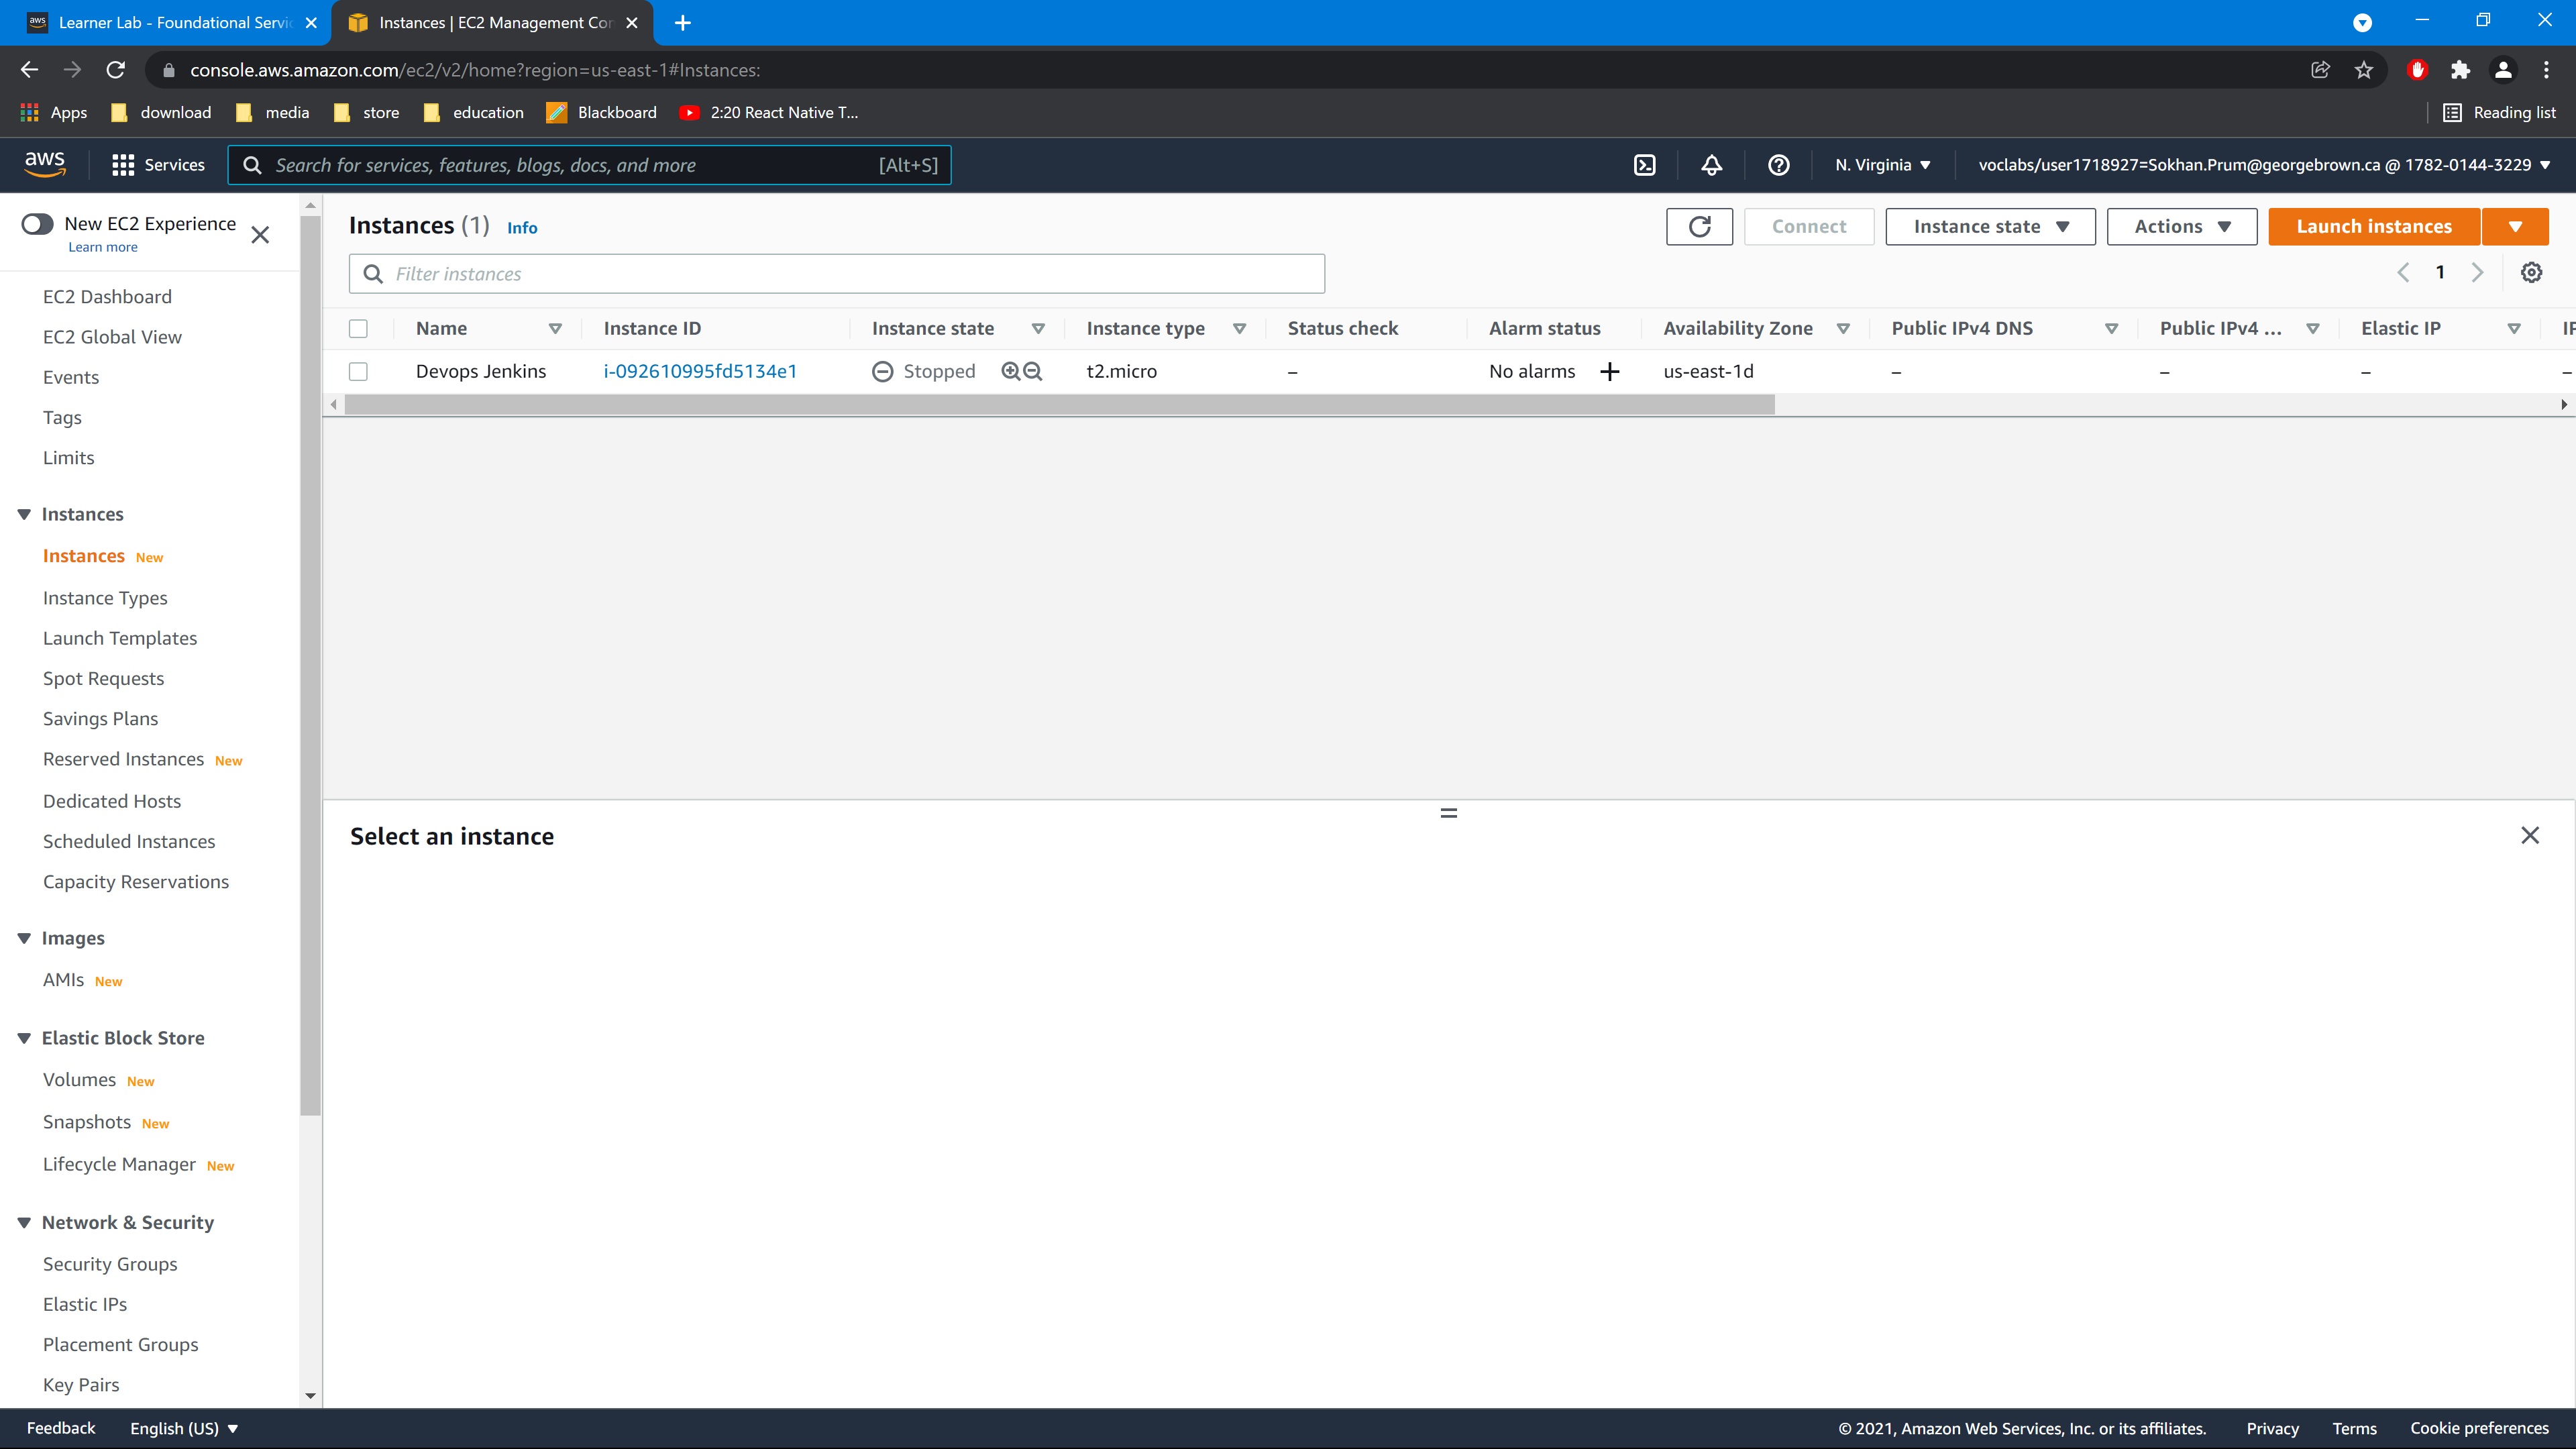 Learner Lab - Foundational Servic
Instances | EC2 Management Con
console.aws.amazon.com/ec2/v2/home?region=us-east-1#Instances:
Apps download media store education Blackboard 2:20 React Native T... Reading list
aws Services Search for services, features, blogs, docs, and more [Alt+S] N. Virginia voclabs/user1718927=Sokhan.Prum@georgebrown.ca @ 1782-0144-3229
New EC2 Experience
Learn more
EC2 Dashboard
EC2 Global View
Events
Tags
Limits
Instances
Instances New
Instance Types
Launch Templates
Spot Requests
Savings Plans
Reserved Instances New
Dedicated Hosts
Scheduled Instances
Capacity Reservations
Images
AMIs New
Elastic Block Store
Volumes New
Snapshots New
Lifecycle Manager New
Network & Security
Security Groups
Elastic IPs
Placement Groups
Key Pairs
Instances (1) Info Connect Instance state Actions Launch instances
Filter instances 1
Name Instance ID Instance state Instance type Status check Alarm status Availability Zone Public IPv4 DNS Public IPv4 ... Elastic IP IP
Devops Jenkins i-092610995fd5134e1 Stopped t2.micro – No alarms + us-east-1d – – – –
Select an instance
Feedback English (US) © 2021, Amazon Web Services, Inc. or its affiliates. Privacy Terms Cookie preferences